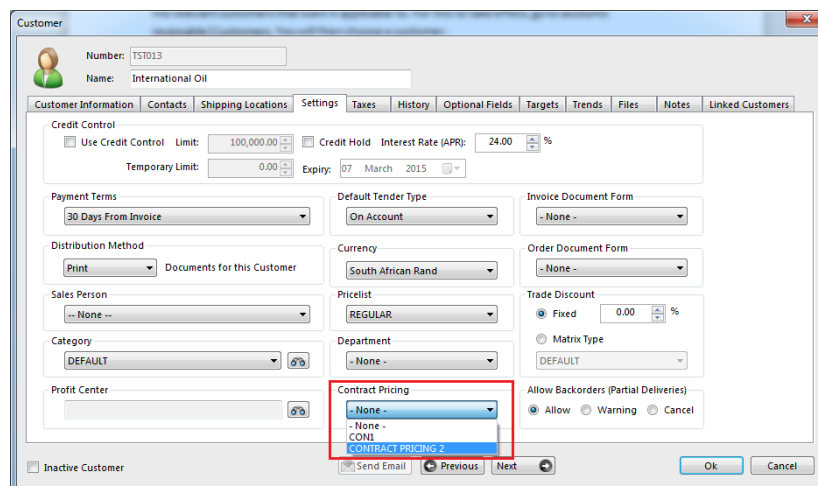 Customer
Number: TST013
Name: International Oil
Customer Information Contacts Shipping Locations Settings Taxes History Optional Fields Targets Trends Files Notes Linked Customers
Credit Control
Use Credit Control Limit: 100,000.00 Credit Hold Interest Rate (APR): 24.00 %
Temporary Limit: 0.00 Expiry: 07 March 2015
Payment Terms Default Tender Type Invoice Document Form
30 Days From Invoice On Account - None -
Distribution Method Currency Order Document Form
Print Documents for this Customer South African Rand - None -
Sales Person Pricelist Trade Discount
-- None -- REGULAR Fixed 0.00 %
Category Department Matrix Type
DEFAULT - None - DEFAULT
Profit Center Contract Pricing Allow Backorders (Partial Deliveries)
- None - Allow Warning Cancel
- None -
CON1
CONTRACT PRICING 2
Inactive Customer Send Email Previous Next Ok Cancel